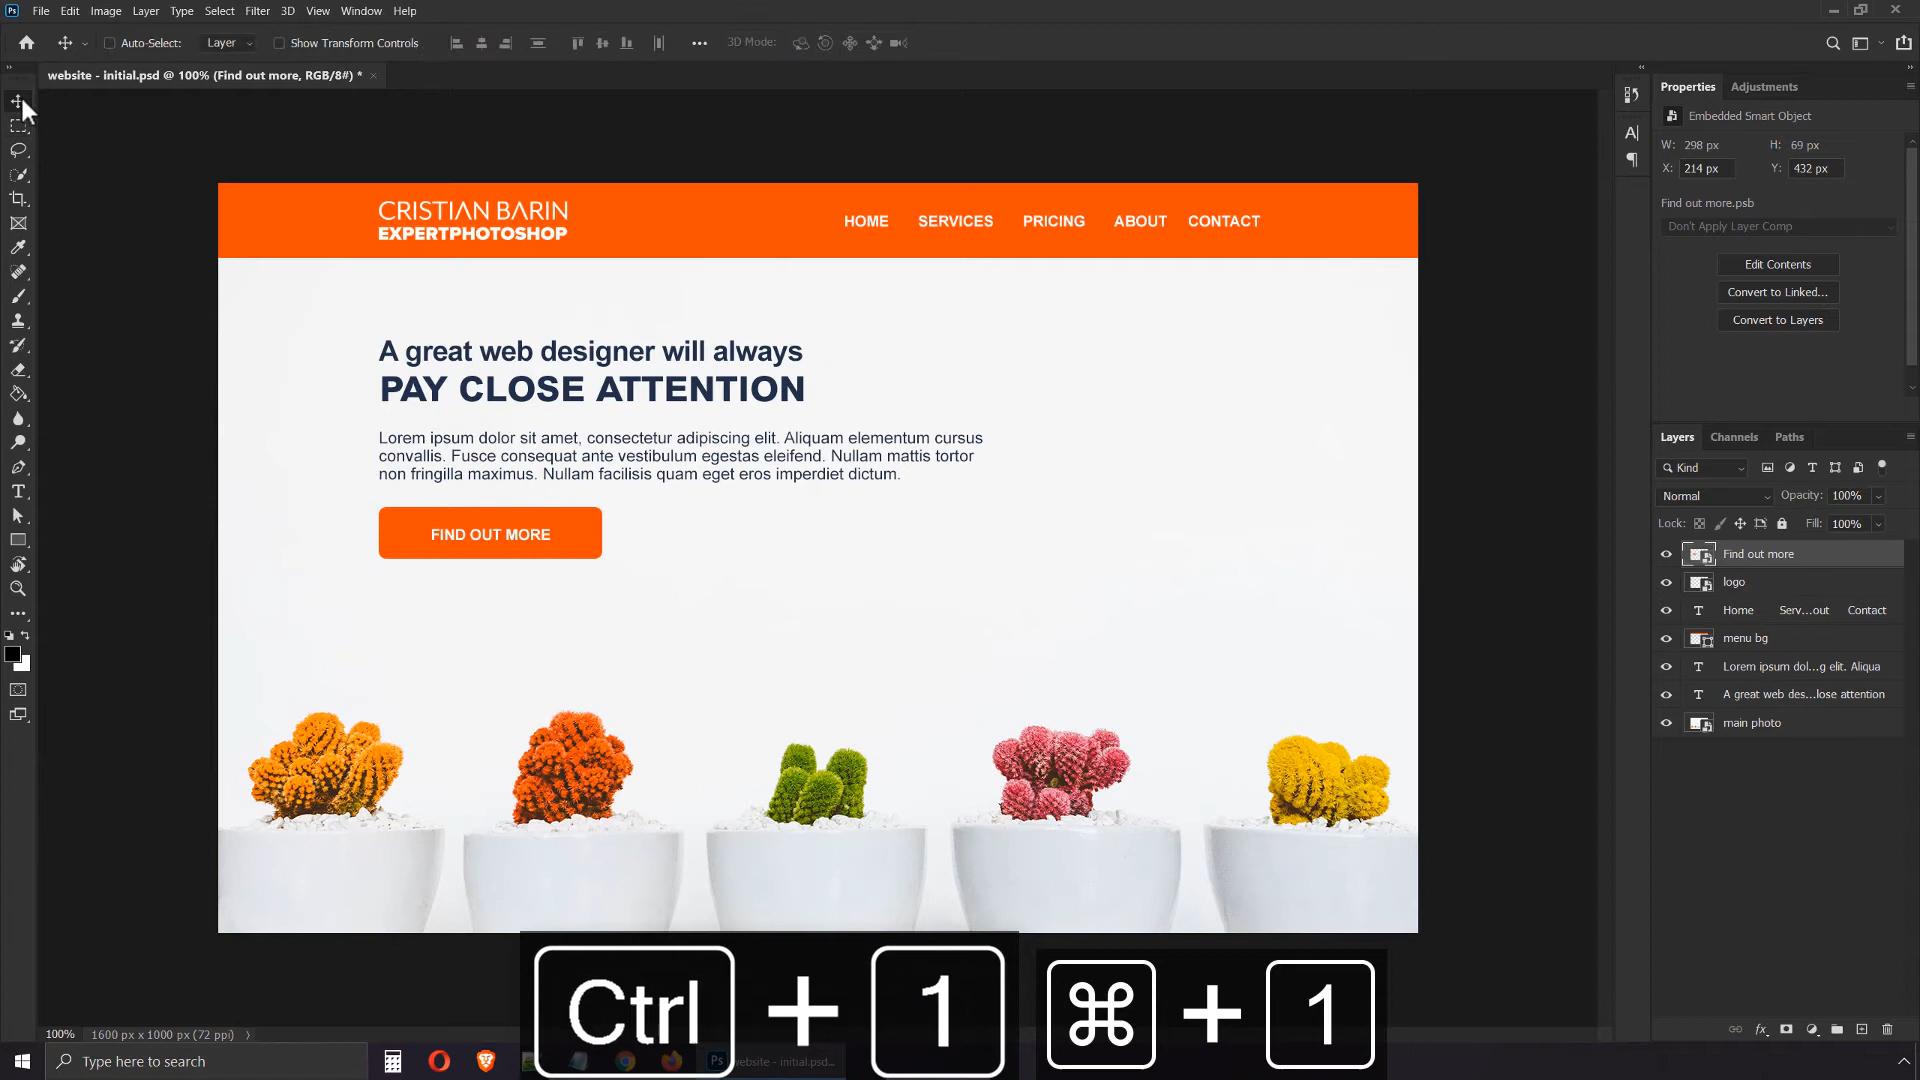 Ps File Edit Image Layer Type Select Filter 3D View Window Help
Auto-Select: Layer Show Transform Controls 3D Mode:
website - initial.psd @ 100% (Find out more, RGB/8#) *
Properties Adjustments
Embedded Smart Object
W: 298 px H: 69 px
X: 214 px Y: 432 px
Find out more.psb
Don't Apply Layer Comp
Edit Contents
Convert to Linked...
Convert to Layers
CRISTIAN BARIN
EXPERTPHOTOSHOP
HOME SERVICES PRICING ABOUT CONTACT
A great web designer will always
PAY CLOSE ATTENTION
Lorem ipsum dolor sit amet, consectetur adipiscing elit. Aliquam elementum cursus
convallis. Fusce consequat ante vestibulum egestas eleifend. Nullam mattis tortor
non fringilla maximus. Nullam facilisis quam eget eros imperdiet dictum.
FIND OUT MORE
Layers Channels Paths
Kind
Normal Opacity: 100%
Lock: Fill: 100%
Find out more
logo
Home Serv...out Contact
menu bg
Lorem ipsum dol...g elit. Aliqua
A great web des...lose attention
main photo
Ctrl + 1 ⌘ + 1
100% 1600 px x 1000 px (72 ppi)
Type here to search
Ps website - initial.psd...